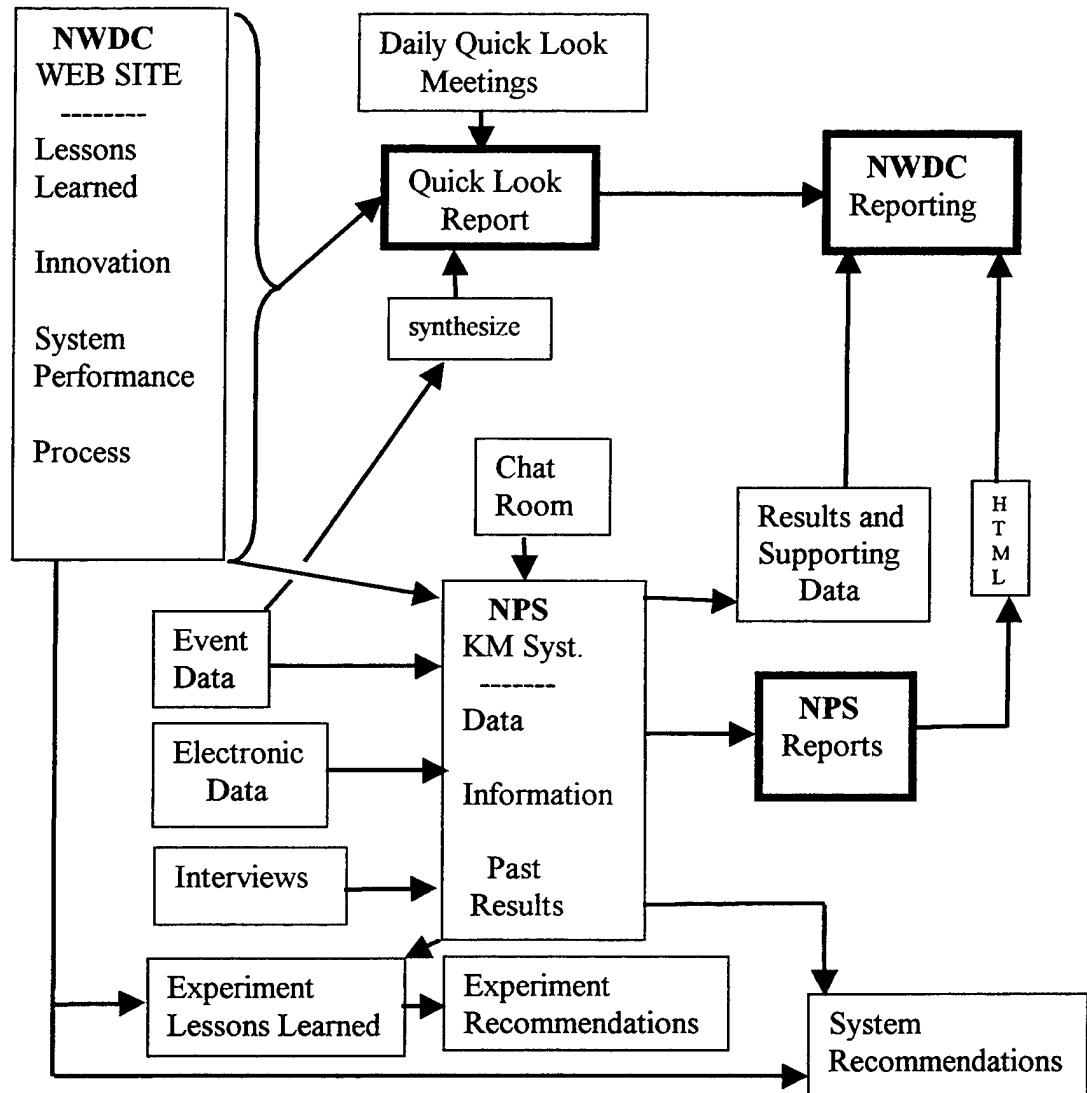 NWDC
WEB SITE
--------
Lessons
Learned
Innovation
System
Performance
Process
Daily Quick Look
Meetings
Quick Look
Report
NWDC
Reporting
synthesize
Chat
Room
Results and
Supporting
Data
H
T
M
L
Event
Data
NPS
KM Syst.
-------
Data
Information
Past
Results
NPS
Reports
Electronic
Data
Interviews
Experiment
Lessons Learned
Experiment
Recommendations
System
Recommendations